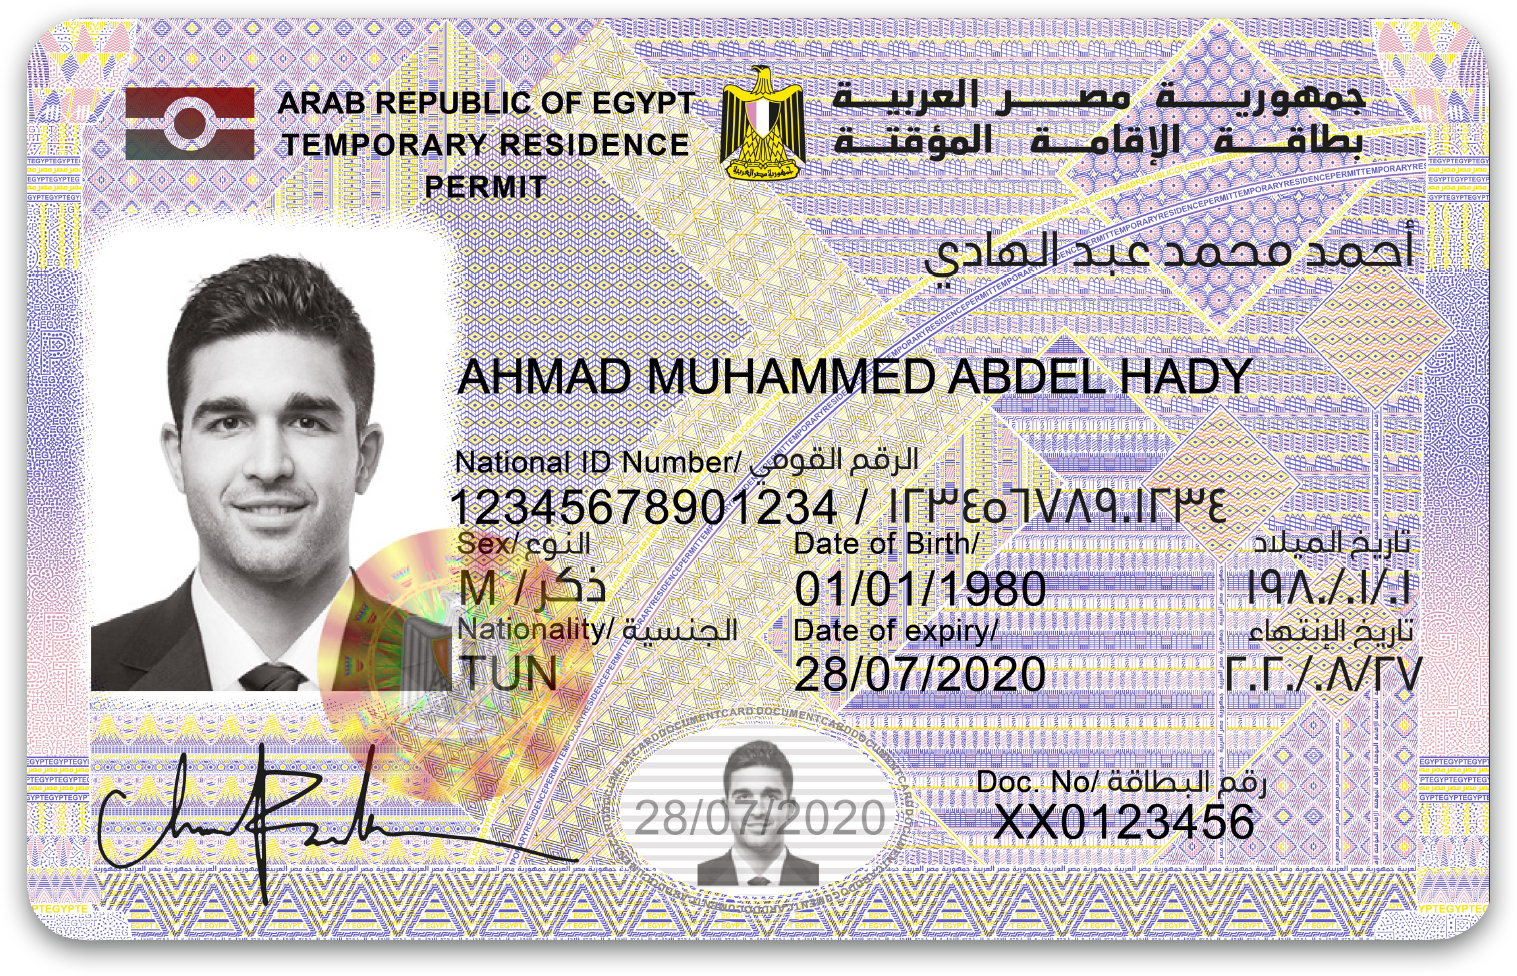 ARAB REPUBLIC OF EGYPT
TEMPORARY RESIDENCE
PERMIT
جمهورية مصر العربية
بطاقة الإقامة المؤقتة
جمهورية مصر العربية
أحمد محمد عبد الهادي
AHMAD MUHAMMED ABDEL HADY
National ID Number/ الرقم القومي
12345678901234 / ١٢٣٤٥٦٧٨٩٠١٢٣٤
Sex/ النوع
M / ذكر
Date of Birth/ تاريخ الميلاد
01/01/1980 ١٩٨٠/٠١/٠١
Nationality/ الجنسية
TUN
Date of expiry/ تاريخ الإنتهاء
28/07/2020 ٢٠٢٠/٠٨/٢٧
28/07/2020
Doc. No/ رقم البطاقة
XX0123456